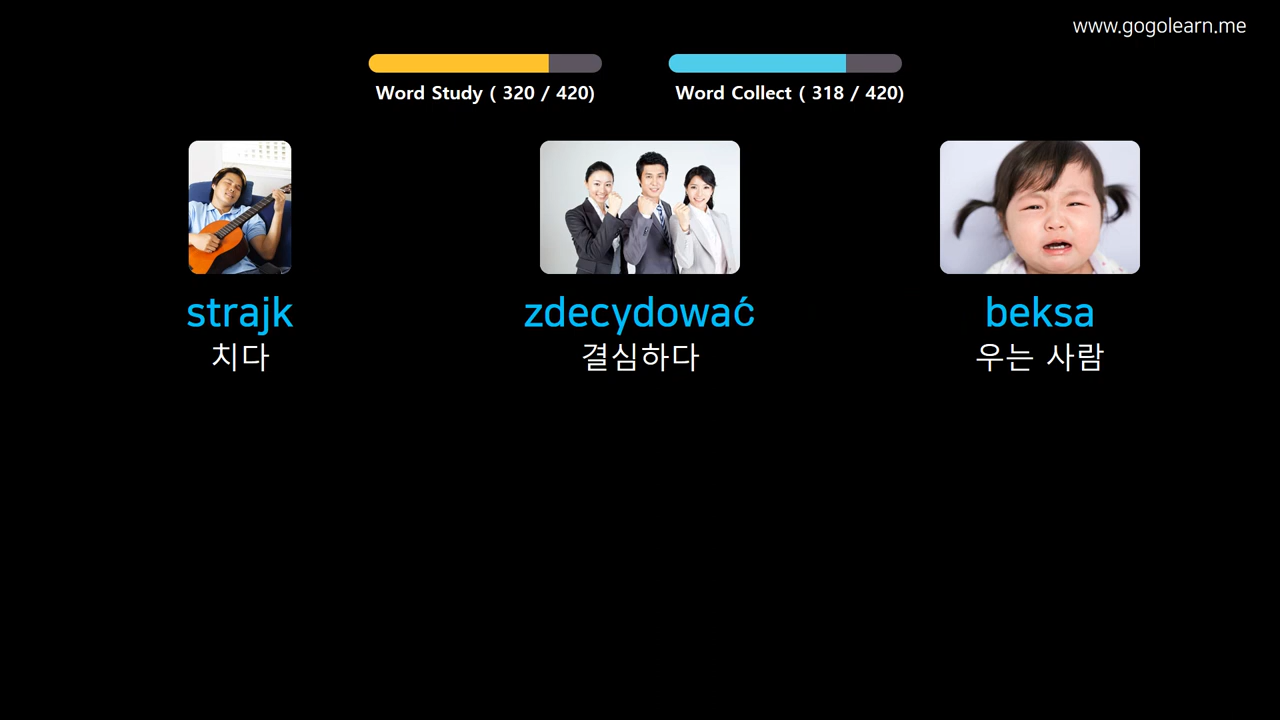 www.gogolearn.me
Word Study ( 320 / 420)
Word Collect ( 318 / 420)
strajk
zdecydować
beksa
치다
결심하다
우는 사람